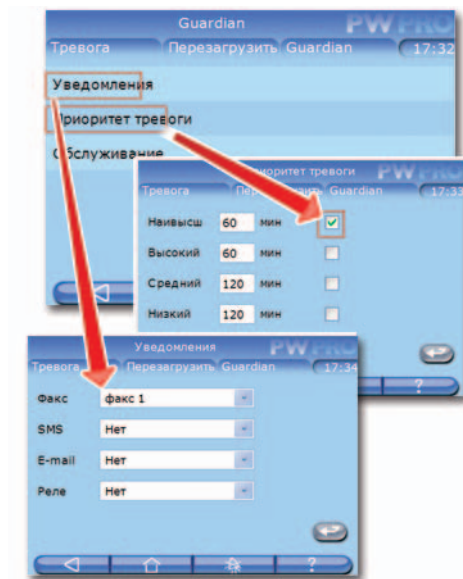 Guardian PW PRO
Тревога Перезагрузить Guardian 17:32
Уведомления
Приоритет тревоги
Обслуживание
Приоритет тревоги PW PRO
Тревога Guardian 17:33
Наивысш 60 мин
Высокий 60 мин
Средний 120 мин
Низкий 120 мин
?
Уведомления PW PRO
Тревога Перезагрузить Guardian 17:34
Факс факс 1
SMS Нет
E-mail Нет
Реле Нет
?